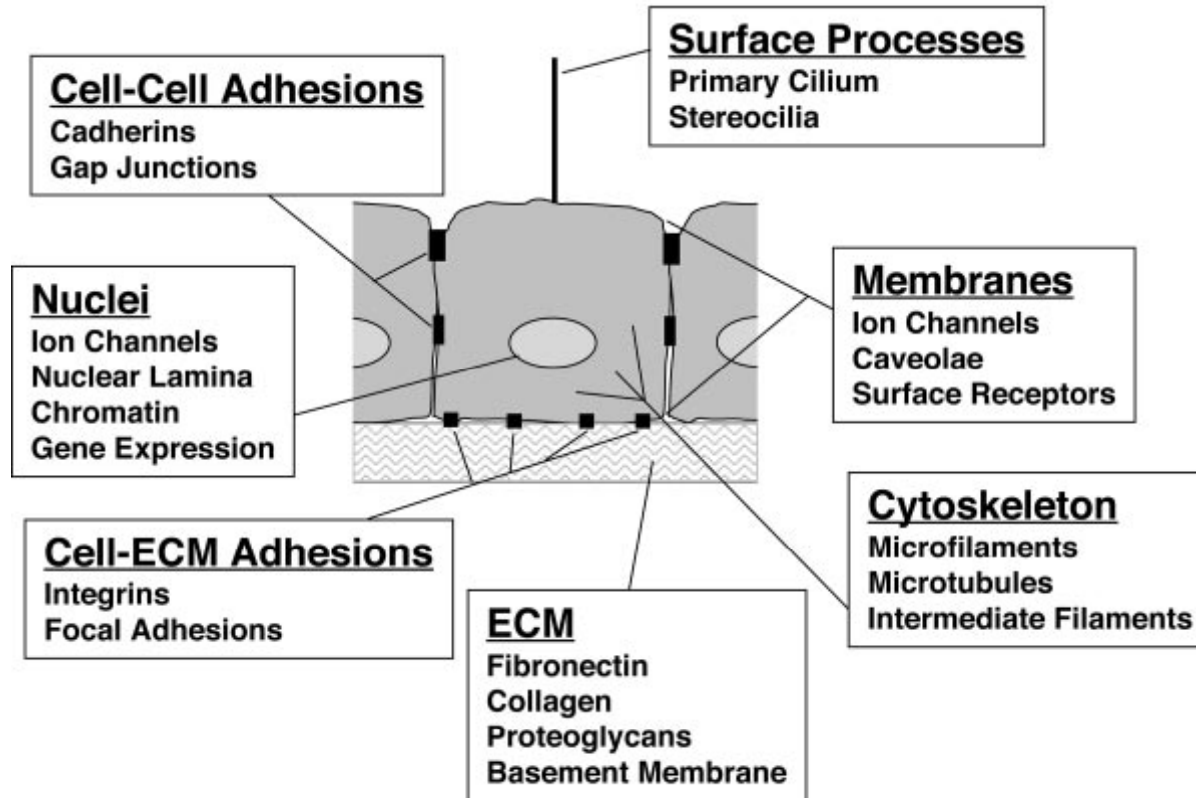 Surface Processes
Primary Cilium
Stereocilia
Cell-Cell Adhesions
Cadherins
Gap Junctions
Nuclei
Ion Channels
Nuclear Lamina
Chromatin
Gene Expression
Membranes
Ion Channels
Caveolae
Surface Receptors
Cell-ECM Adhesions
Integrins
Focal Adhesions
ECM
Fibronectin
Collagen
Proteoglycans
Basement Membrane
Cytoskeleton
Microfilaments
Microtubules
Intermediate Filaments